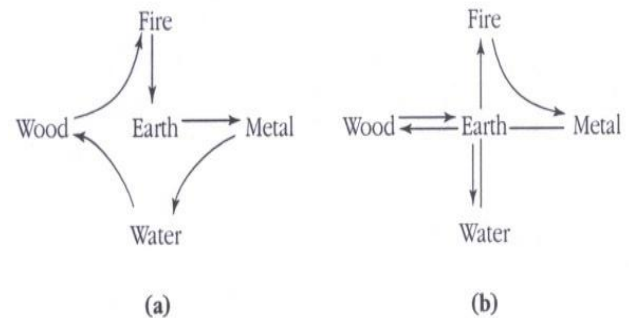 Fire
Wood Earth Metal
Water
(a)
Fire
Wood Earth Metal
Water
(b)